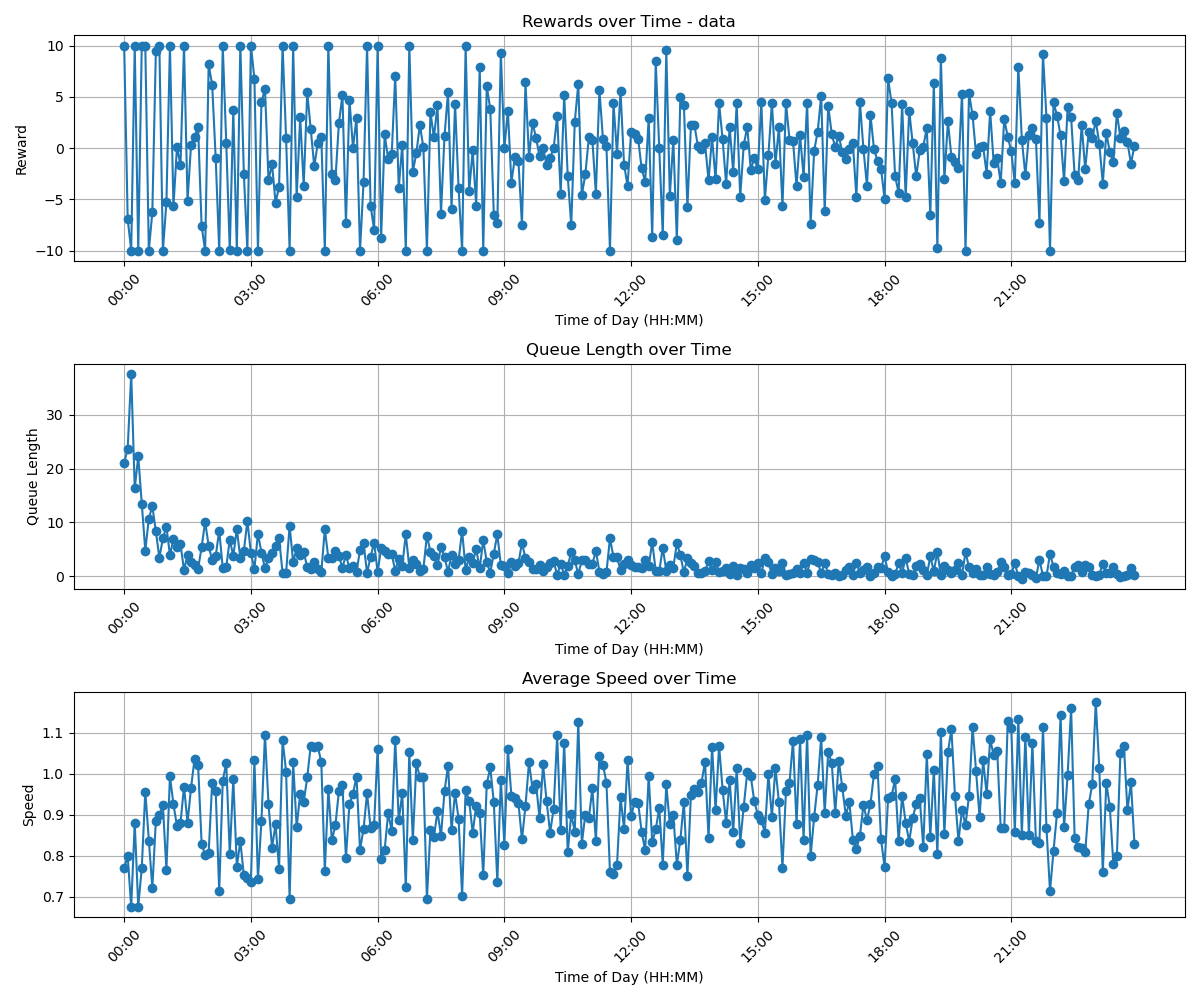 Rewards over Time - data
10
5
0
−5
−10
Reward
00:00 03:00 06:00 09:00 12:00 15:00 18:00 21:00
Time of Day (HH:MM)
Queue Length over Time
30
20
10
0
Queue Length
00:00 03:00 06:00 09:00 12:00 15:00 18:00 21:00
Time of Day (HH:MM)
Average Speed over Time
1.1
1.0
0.9
0.8
0.7
Speed
00:00 03:00 06:00 09:00 12:00 15:00 18:00 21:00
Time of Day (HH:MM)